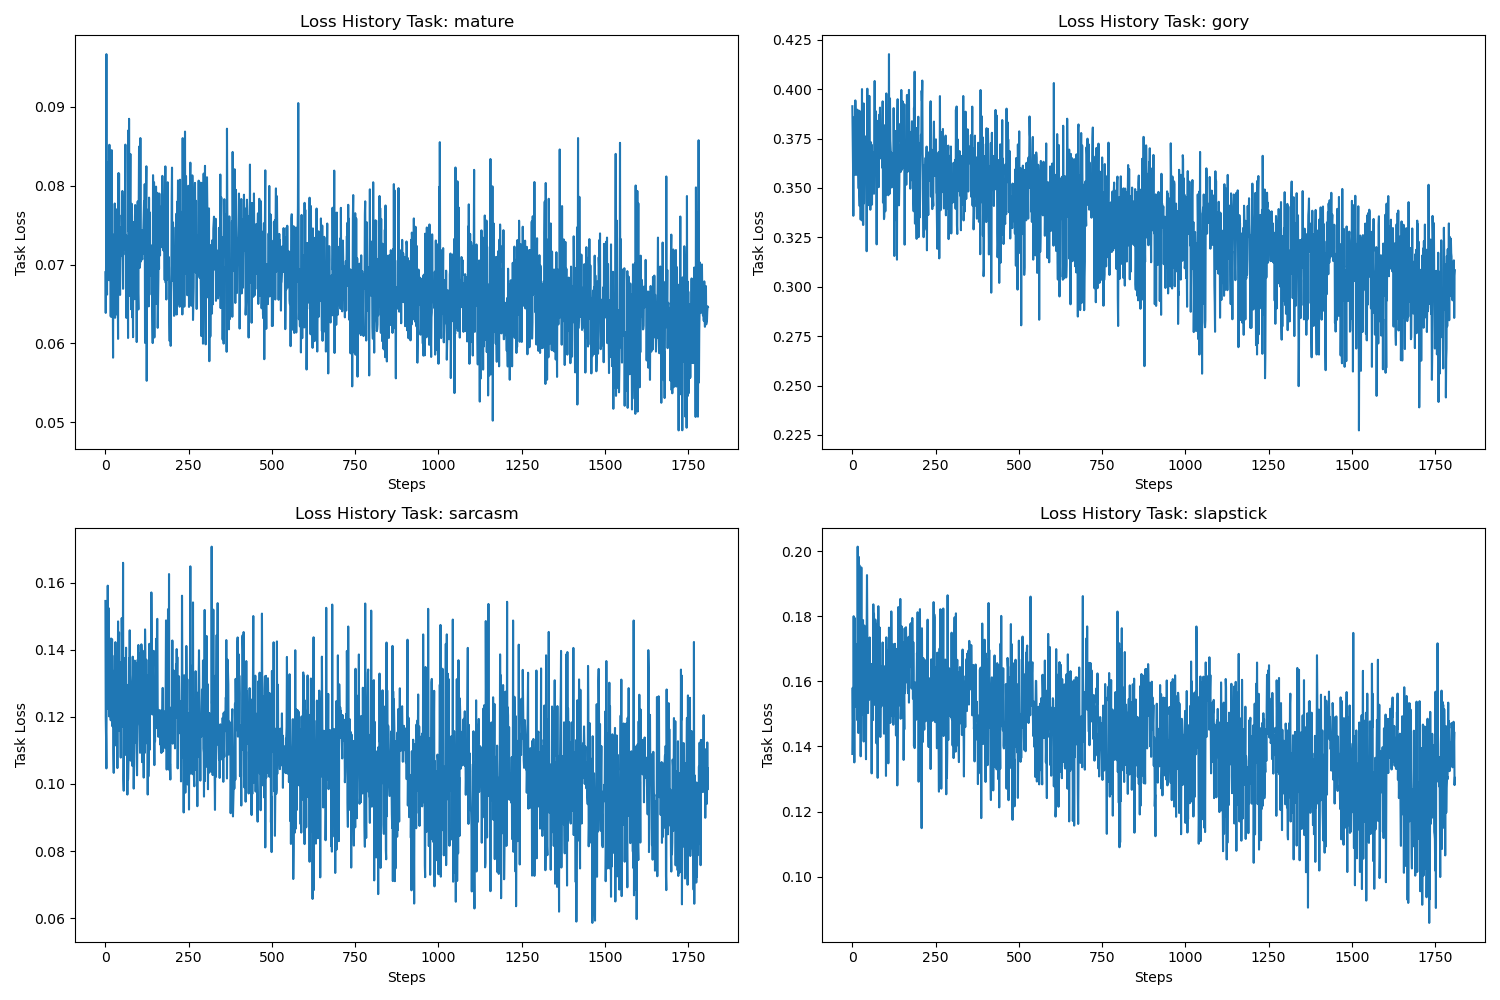 Loss History Task: mature
Task Loss
0.09
0.08
0.07
0.06
0.05
0 250 500 750 1000 1250 1500 1750
Steps
Loss History Task: gory
Task Loss
0.425
0.400
0.375
0.350
0.325
0.300
0.275
0.250
0.225
0 250 500 750 1000 1250 1500 1750
Steps
Loss History Task: sarcasm
Task Loss
0.16
0.14
0.12
0.10
0.08
0.06
0 250 500 750 1000 1250 1500 1750
Steps
Loss History Task: slapstick
Task Loss
0.20
0.18
0.16
0.14
0.12
0.10
0 250 500 750 1000 1250 1500 1750
Steps